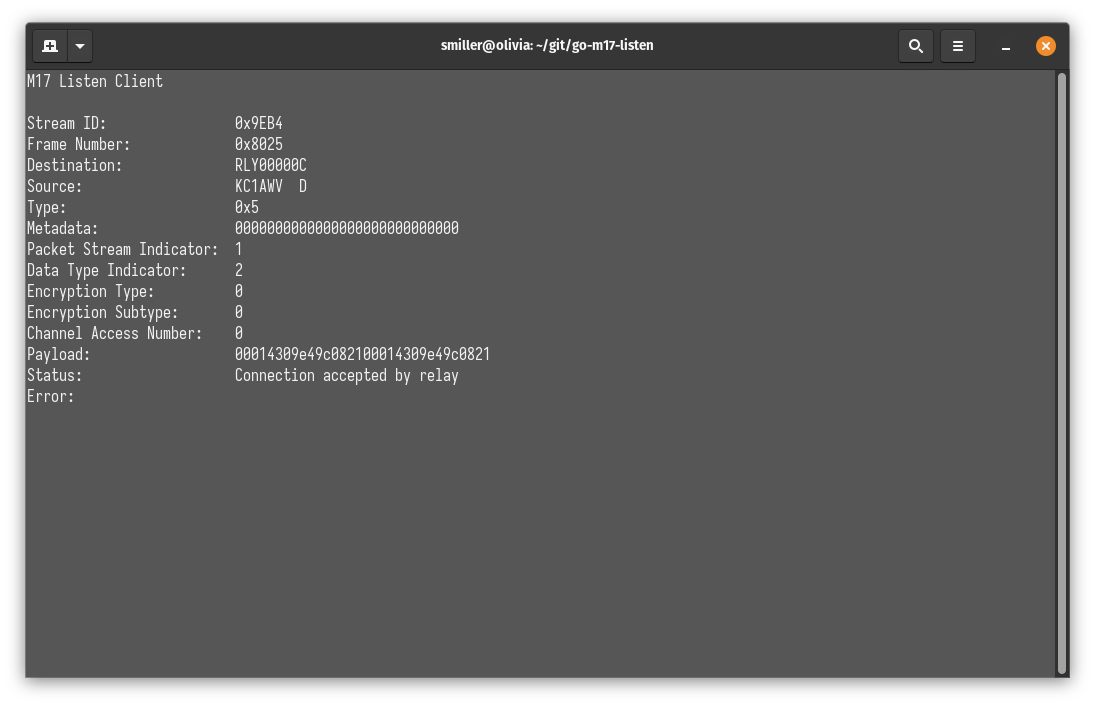 smiller@olivia: ~/git/go-m17-listen
M17 Listen Client
Stream ID: 0x9EB4
Frame Number: 0x8025
Destination: RLY00000C
Source: KC1AWV  D
Type: 0x5
Metadata: 0000000000000000000000000000
Packet Stream Indicator: 1
Data Type Indicator: 2
Encryption Type: 0
Encryption Subtype: 0
Channel Access Number: 0
Payload: 00014309e49c082100014309e49c0821
Status: Connection accepted by relay
Error: